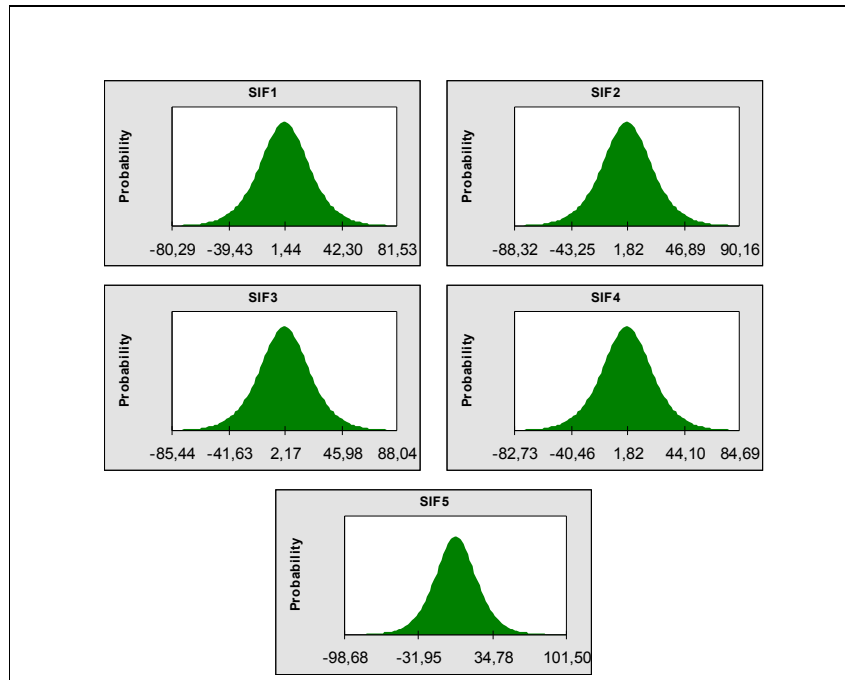 SIF1
Probability
-80,29 -39,43 1,44 42,30 81,53
SIF2
Probability
-88,32 -43,25 1,82 46,89 90,16
SIF3
Probability
-85,44 -41,63 2,17 45,98 88,04
SIF4
Probability
-82,73 -40,46 1,82 44,10 84,69
SIF5
Probability
-98,68 -31,95 34,78 101,50